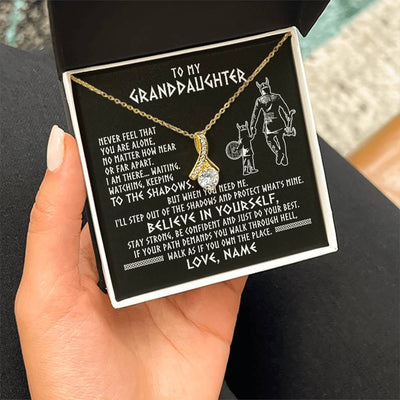 TO MY
GRANDDAUGHTER
NEVER FEEL THAT
YOU ARE ALONE.
NO MATTER HOW NEAR
OR FAR APART.
I AM THERE... WAITING.
WATCHING, KEEPING
TO THE SHADOWS.
BUT WHEN YOU NEED ME.
I'LL STEP OUT OF THE SHADOWS AND PROTECT WHAT'S MINE.
BELIEVE IN YOURSELF,
STAY STRONG, BE CONFIDENT AND JUST DO YOUR BEST.
IF YOUR PATH DEMANDS YOU WALK THROUGH HELL,
WALK AS IF YOU OWN THE PLACE.
LOVE, NAME